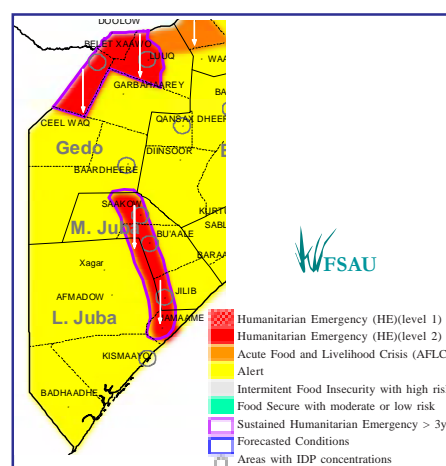 DOOLOW
BELET XAAWO
LUUQ
WAA
GARBAHAAREY
BA
CEEL WAQ
QANSAX DHEER
Gedo
DIINSOOR
BAARDHEERE
SAAKOW
KURTU
M. Juba
SABL
BU'AALE
BARAA
Xagar
JILIB
AFMADOW
JAMAAME
L. Juba
KISMAAYO
BADHAADHE
FSAU
Humanitarian Emergency (HE)(level 1)
Humanitarian Emergency (HE)(level 2)
Acute Food and Livelihood Crisis (AFLC
Alert
Intermitent Food Insecurity with high risk
Food Secure with moderate or low risk
Sustained Humanitarian Emergency > 3y
Forecasted Conditions
Areas with IDP concentrations